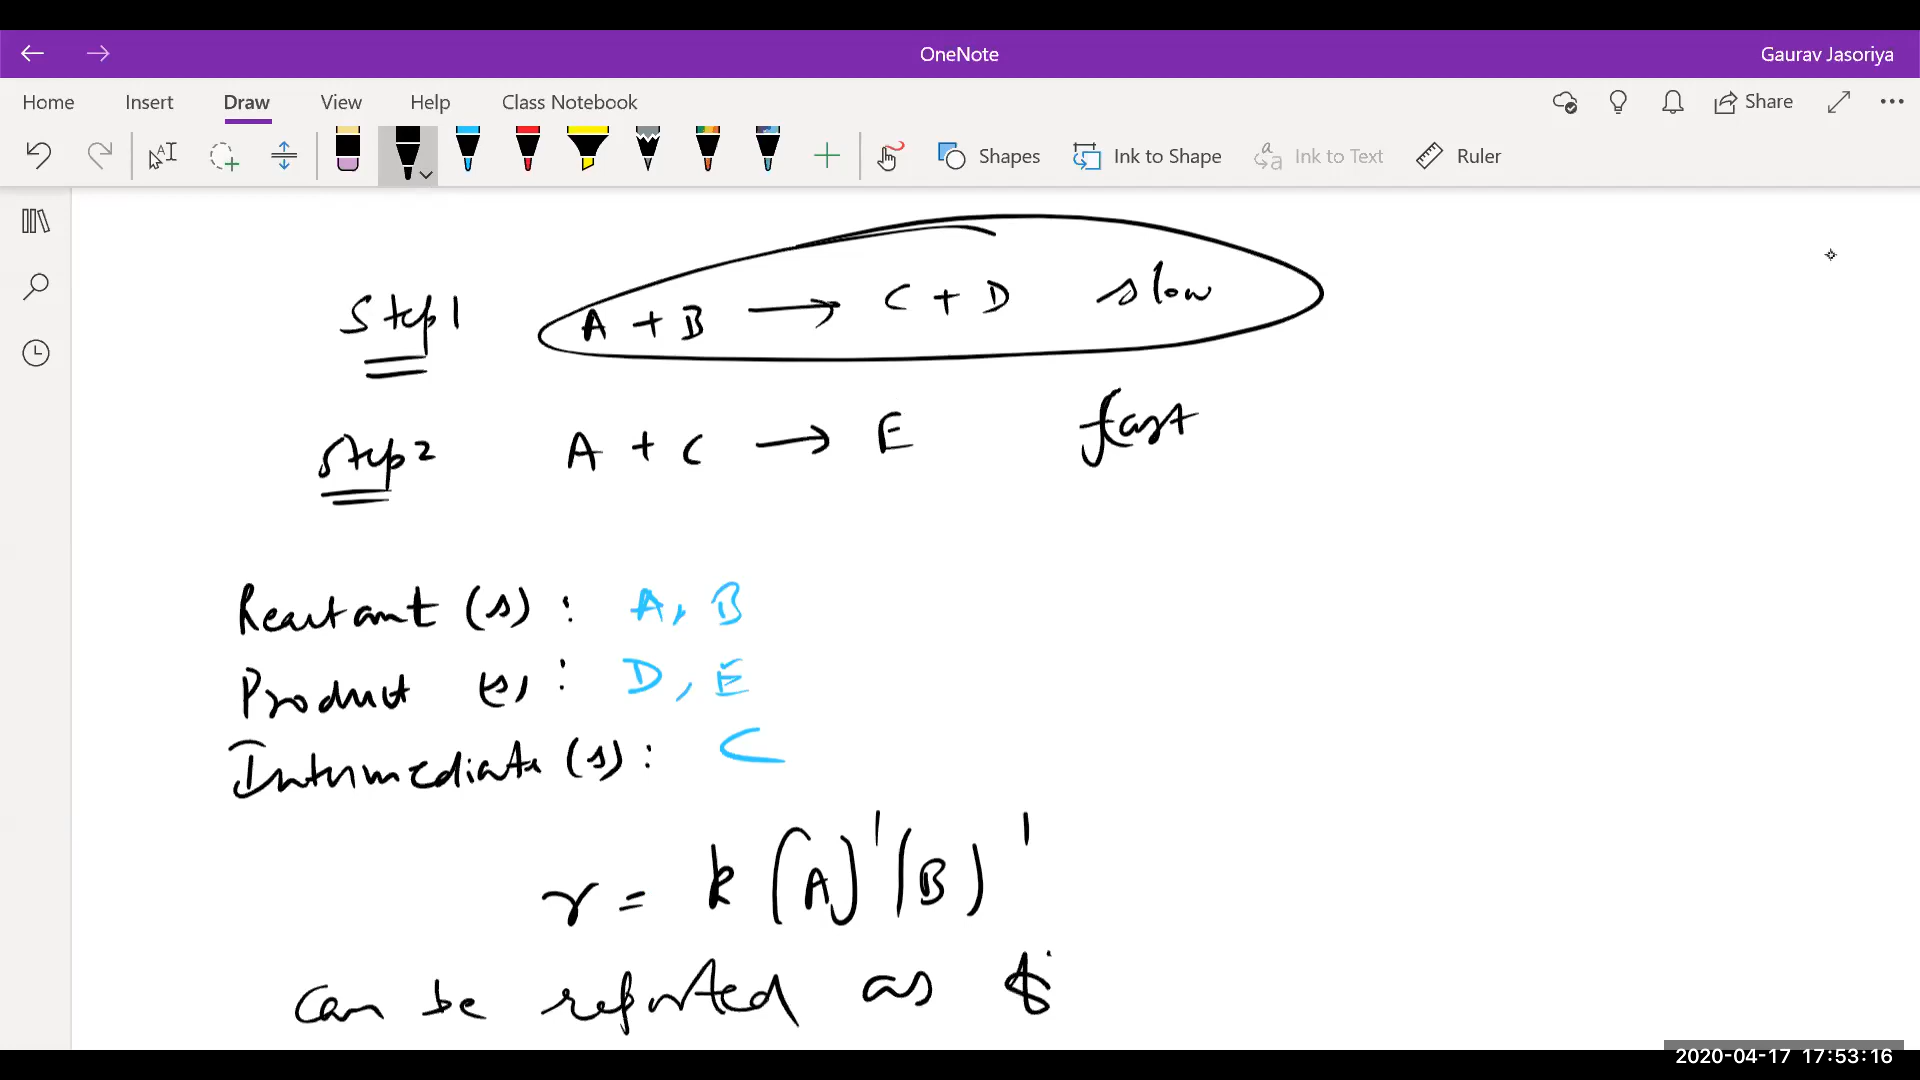 OneNote
Gaurav Jasoriya
Home Insert Draw View Help Class Notebook Share
Shapes Ink to Shape Ink to Text Ruler
Step 1 A + B → C + D slow
Step 2 A + C → E fast
Reactant (s) : A, B
Product (s) : D, E
Intermediate (s) : C
r = k (A)¹ (B)¹
can be reported as
2020-04-17 17:53:16